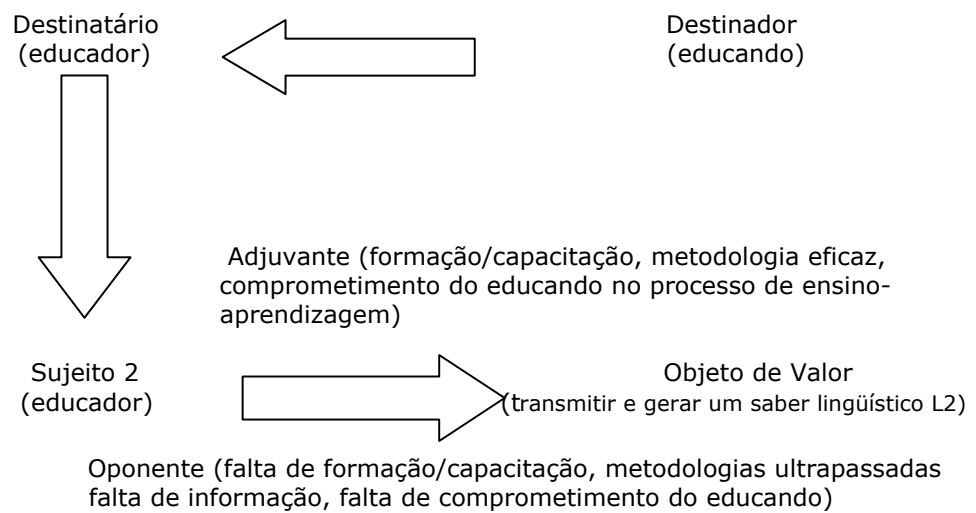 Destinatário
(educador)
Destinador
(educando)
Adjuvante (formação/capacitação, metodologia eficaz,
comprometimento do educando no processo de ensino-
aprendizagem)
Sujeito 2
(educador)
Objeto de Valor
(transmitir e gerar um saber lingüístico L2)
Oponente (falta de formação/capacitação, metodologias ultrapassadas
falta de informação, falta de comprometimento do educando)